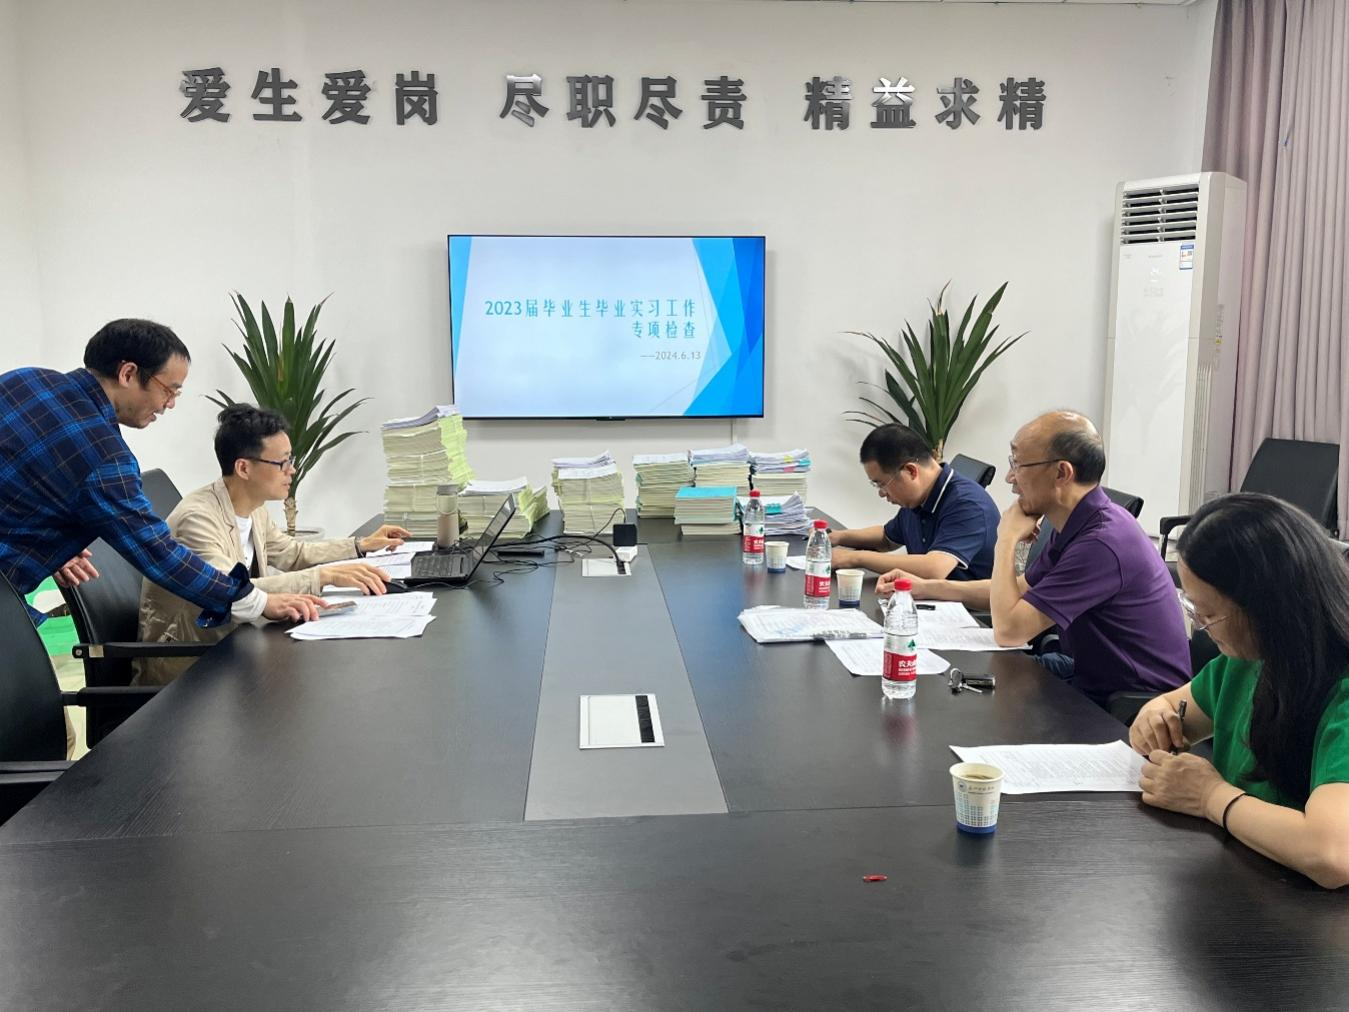 爱生爱岗 尽职尽责 精益求精
2023届毕业生毕业实习工作
专项检查
——2024.6.13